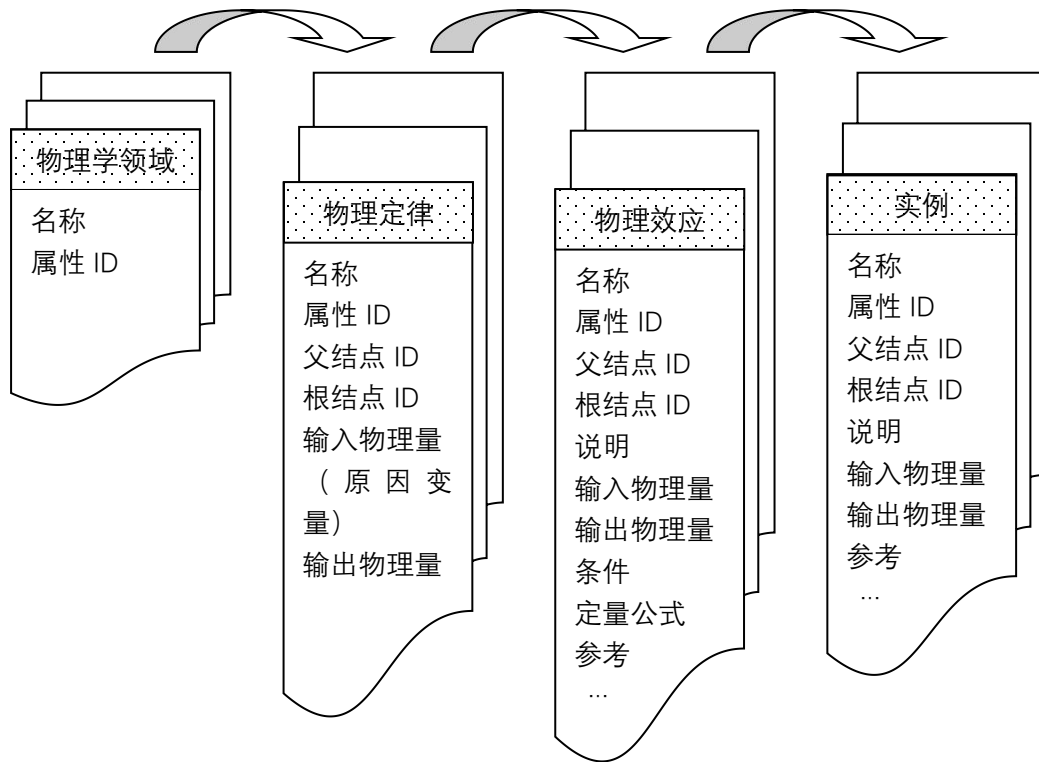 物理学领域
名称
属性 ID
物理定律
名称
属性 ID
父结点 ID
根结点 ID
输入物理量
（原因变
量）
输出物理量
物理效应
名称
属性 ID
父结点 ID
根结点 ID
说明
输入物理量
输出物理量
条件
定量公式
参考
...
实例
名称
属性 ID
父结点 ID
根结点 ID
说明
输入物理量
输出物理量
参考
...